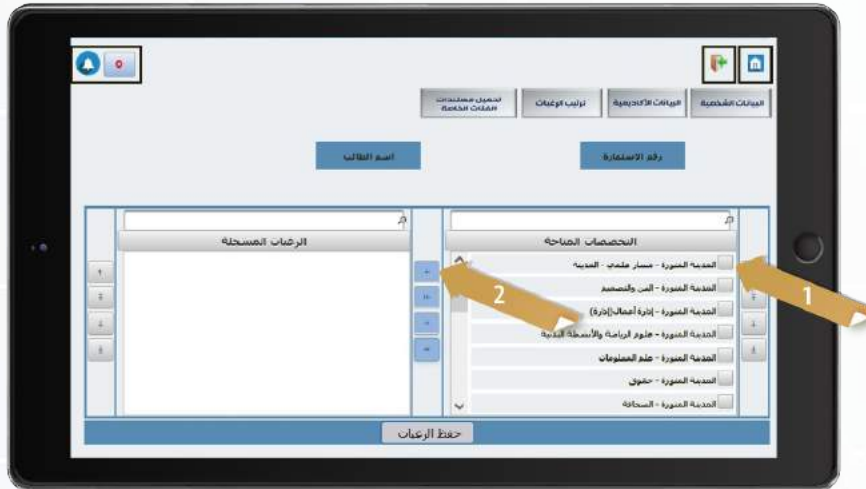 البيانات الشخصية
البيانات الأكاديمية
ترتيب الرغبات
تحميل مستندات
الفئات الخاصة
رقم الاستمارة
اسم الطالب
التخصصات المتاحة
الرغبات المسجلة
المدينة المنورة - مسار علمي - المدينة
المدينة المنورة - الفن والتصميم
المدينة المنورة - إدارة أعمال(إدارة)
المدينة المنورة - علوم الرياضة والأنشطة البدنية
المدينة المنورة - علم المعلومات
المدينة المنورة - حقوق
المدينة المنورة - الصحافة
1
2
حفظ الرغبات